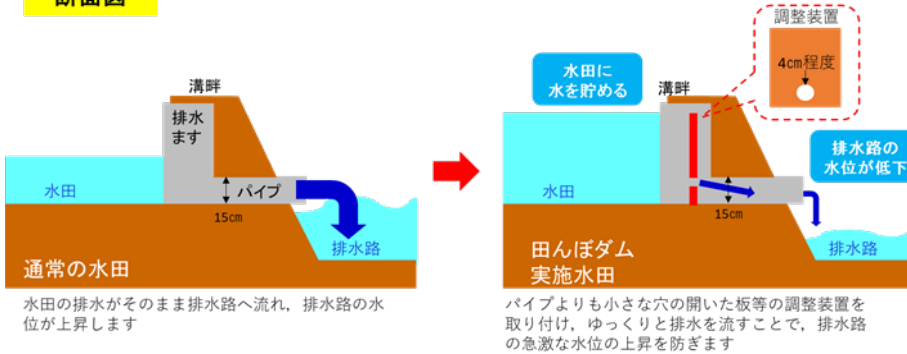 断面図
溝畔
排水
ます
水田
パイプ
15cm
排水路
通常の水田
水田の排水がそのまま排水路へ流れ，排水路の水
位が上昇します
調整装置
4cm程度
水田に
水を貯める
溝畔
排水路の
水位が低下
水田
15cm
排水路
田んぼダム
実施水田
パイプよりも小さな穴の開いた板等の調整装置を
取り付け，ゆっくりと排水を流すことで，排水路
の急激な水位の上昇を防ぎます